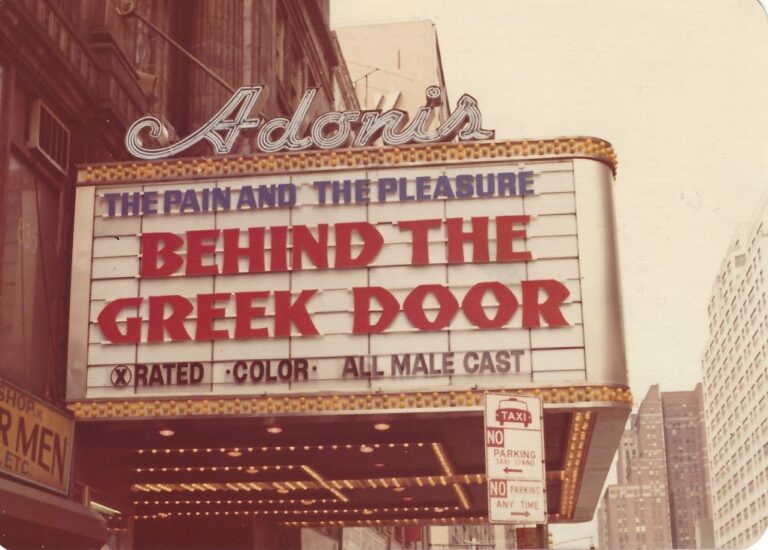 Adonis
THE PAIN AND THE PLEASURE
BEHIND THE
GREEK DOOR
X RATED ·COLOR· ALL MALE CAST
SHOP
R MEN
ETC.
TAXI
NO
PARKING
TAXI STAND
NO PARKING
ANY TIME